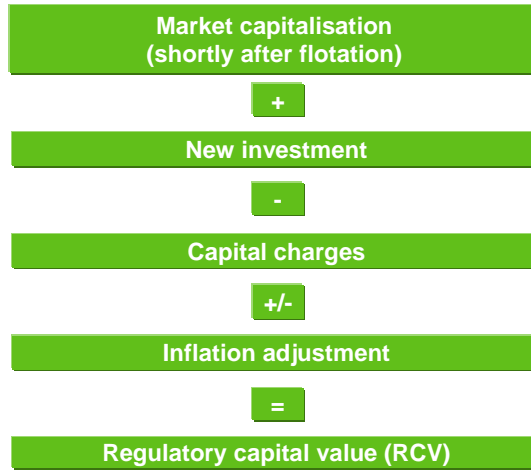 Market capitalisation
(shortly after flotation)
+
New investment
-
Capital charges
+/-
Inflation adjustment
=
Regulatory capital value (RCV)